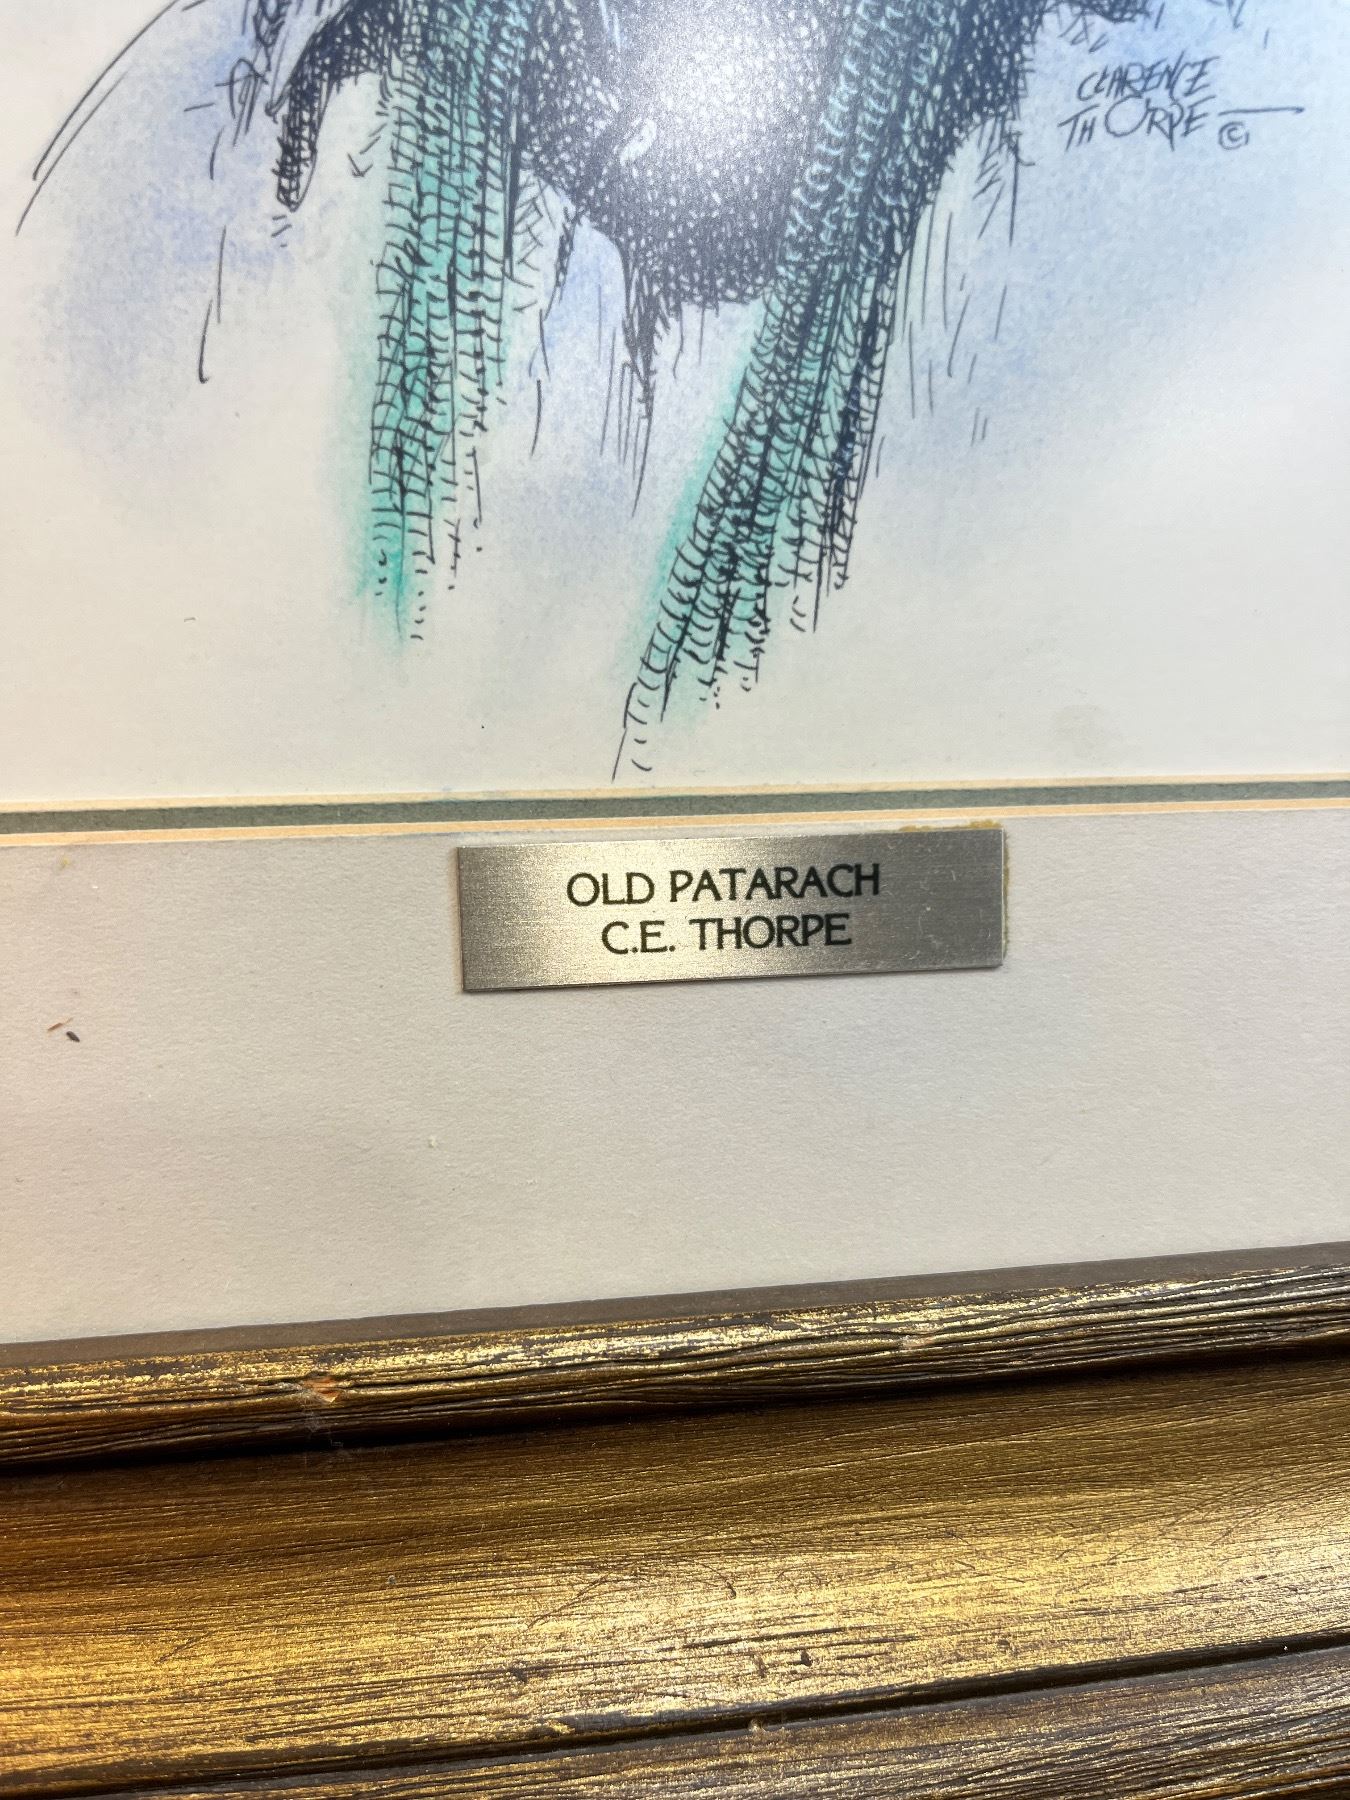 CLARENCE
THORPE ©
OLD PATARACH
C.E. THORPE